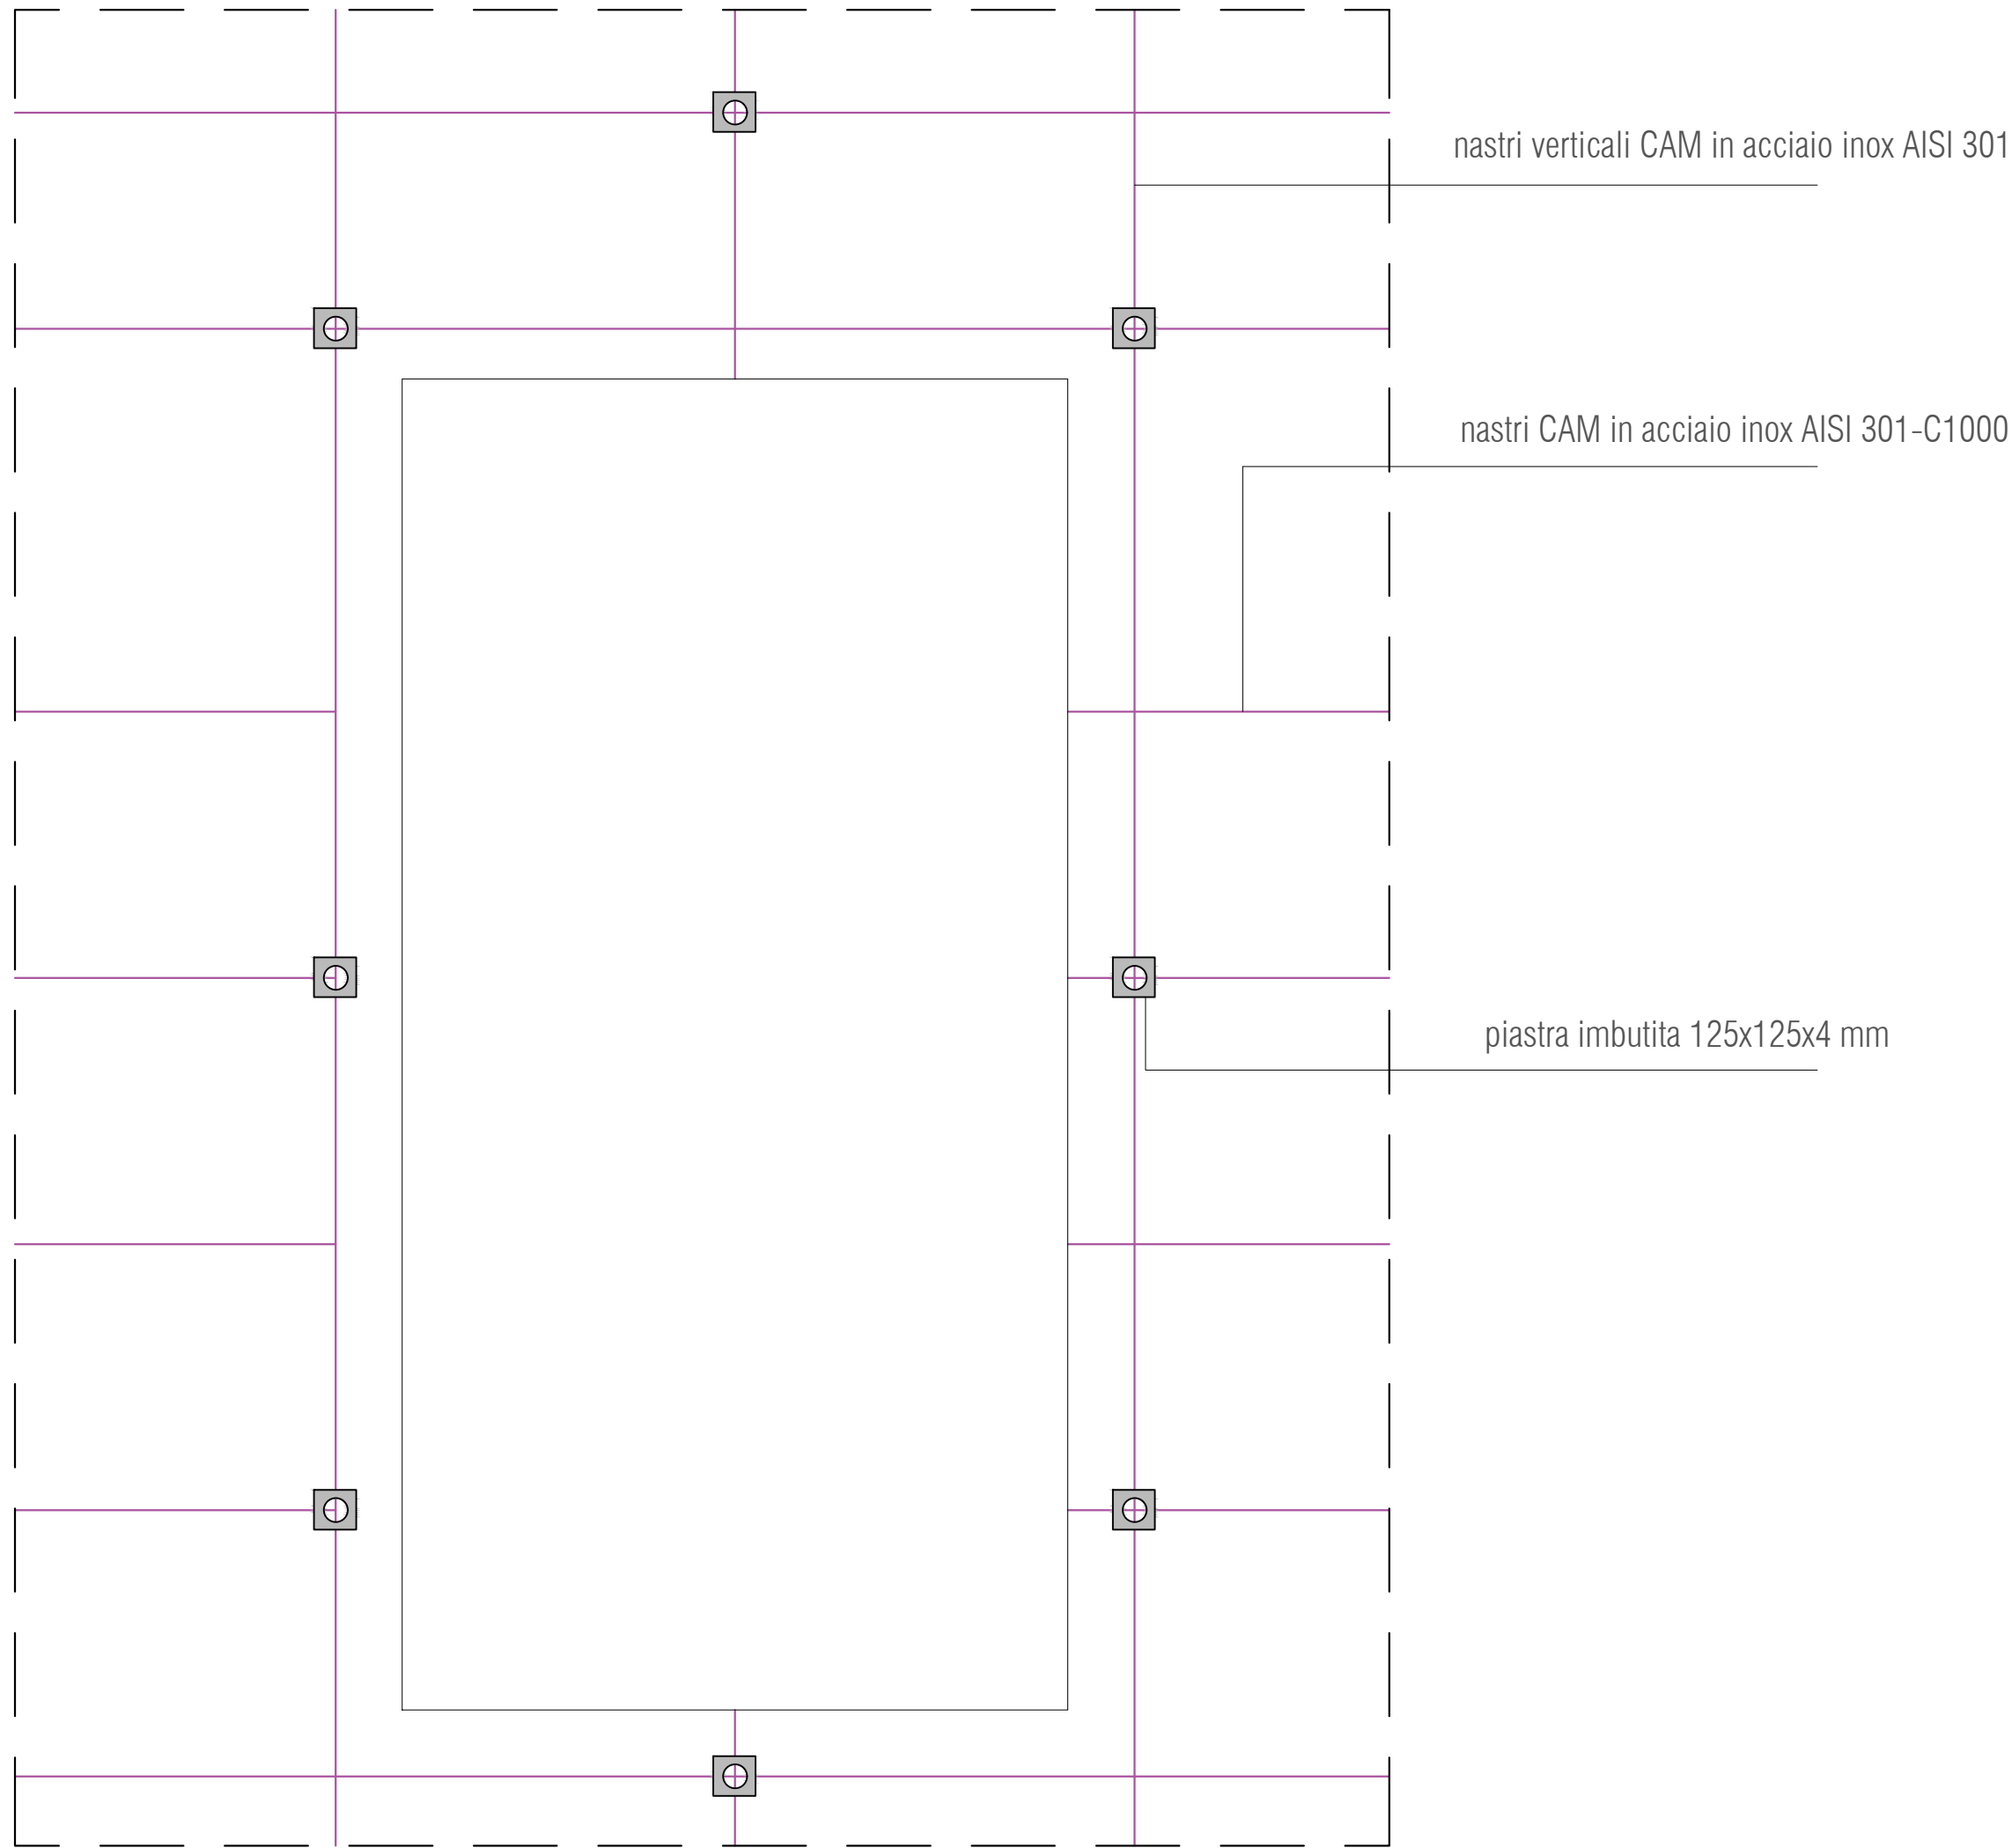 nastri verticali CAM in acciaio inox AISI 301
nastri CAM in acciaio inox AISI 301-C1000
piastra imbutita 125x125x4 mm